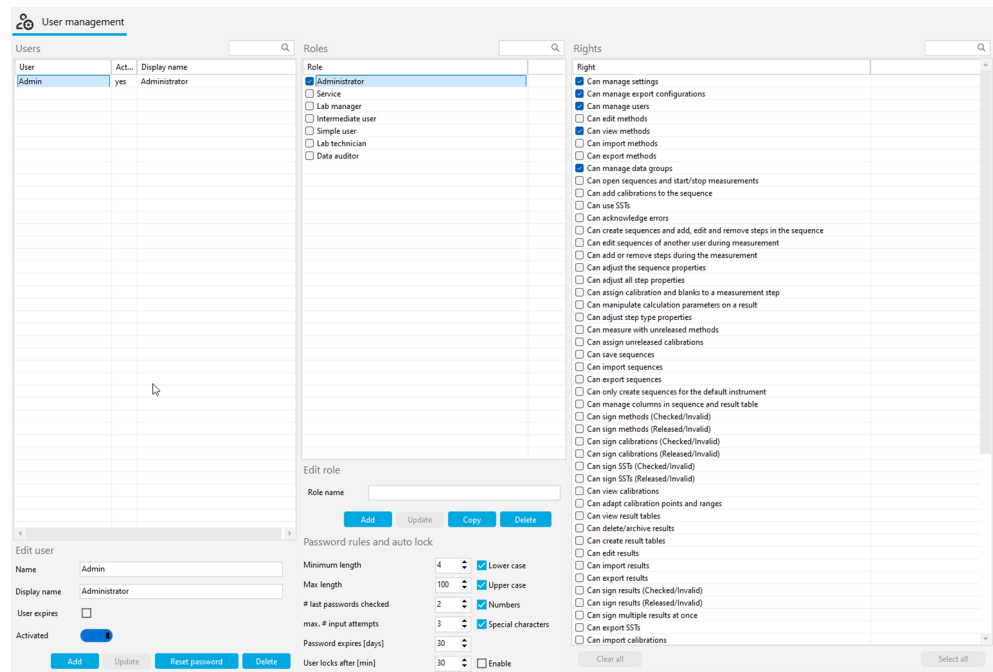 User management
Users
User Act... Display name
Admin yes Administrator
Edit user
Name Admin
Display name Administrator
User expires
Activated
Add Update Reset password Delete
Roles
Role
Administrator
Service
Lab manager
Intermediate user
Simple user
Lab technician
Data auditor
Edit role
Role name
Add Update Copy Delete
Password rules and auto lock
Minimum length 4 Lower case
Max length 100 Upper case
# last passwords checked 2 Numbers
max. # input attempts 3 Special characters
Password expires [days] 30
User locks after [min] 30 Enable
Rights
Right
Can manage settings
Can manage export configurations
Can manage users
Can edit methods
Can view methods
Can import methods
Can export methods
Can manage data groups
Can open sequences and start/stop measurements
Can add calibrations to the sequence
Can use SSTs
Can acknowledge errors
Can create sequences and add, edit and remove steps in the sequence
Can edit sequences of another user during measurement
Can add or remove steps during the measurement
Can adjust the sequence properties
Can adjust all step properties
Can assign calibration and blanks to a measurement step
Can manipulate calculation parameters on a result
Can adjust step type properties
Can measure with unreleased methods
Can assign unreleased calibrations
Can save sequences
Can import sequences
Can export sequences
Can only create sequences for the default instrument
Can manage columns in sequence and result table
Can sign methods (Checked/Invalid)
Can sign methods (Released/Invalid)
Can sign calibrations (Checked/Invalid)
Can sign calibrations (Released/Invalid)
Can sign SSTs (Checked/Invalid)
Can sign SSTs (Released/Invalid)
Can view calibrations
Can adapt calibration points and ranges
Can view result tables
Can delete/archive results
Can create result tables
Can edit results
Can import results
Can export results
Can sign results (Checked/Invalid)
Can sign results (Released/Invalid)
Can sign multiple results at once
Can export SSTs
Can import calibrations
Clear all Select all